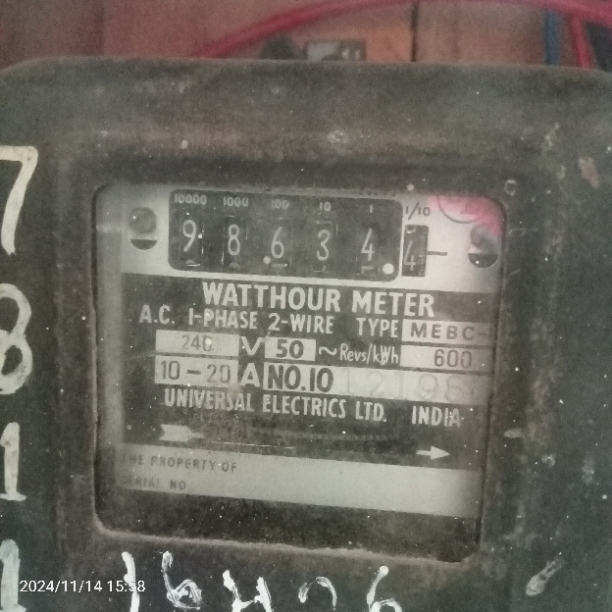 10000 1000 100 10 1 1/10
9 8 6 3 4 4
WATTHOUR METER
A.C. 1-PHASE 2-WIRE TYPE MEBC-
240 V 50 ~ Revs/kWh 600
10-20 A NO.10
UNIVERSAL ELECTRICS LTD. INDIA
THE PROPERTY OF
SERIAL NO
7
8
1
2024/11/14 15:58